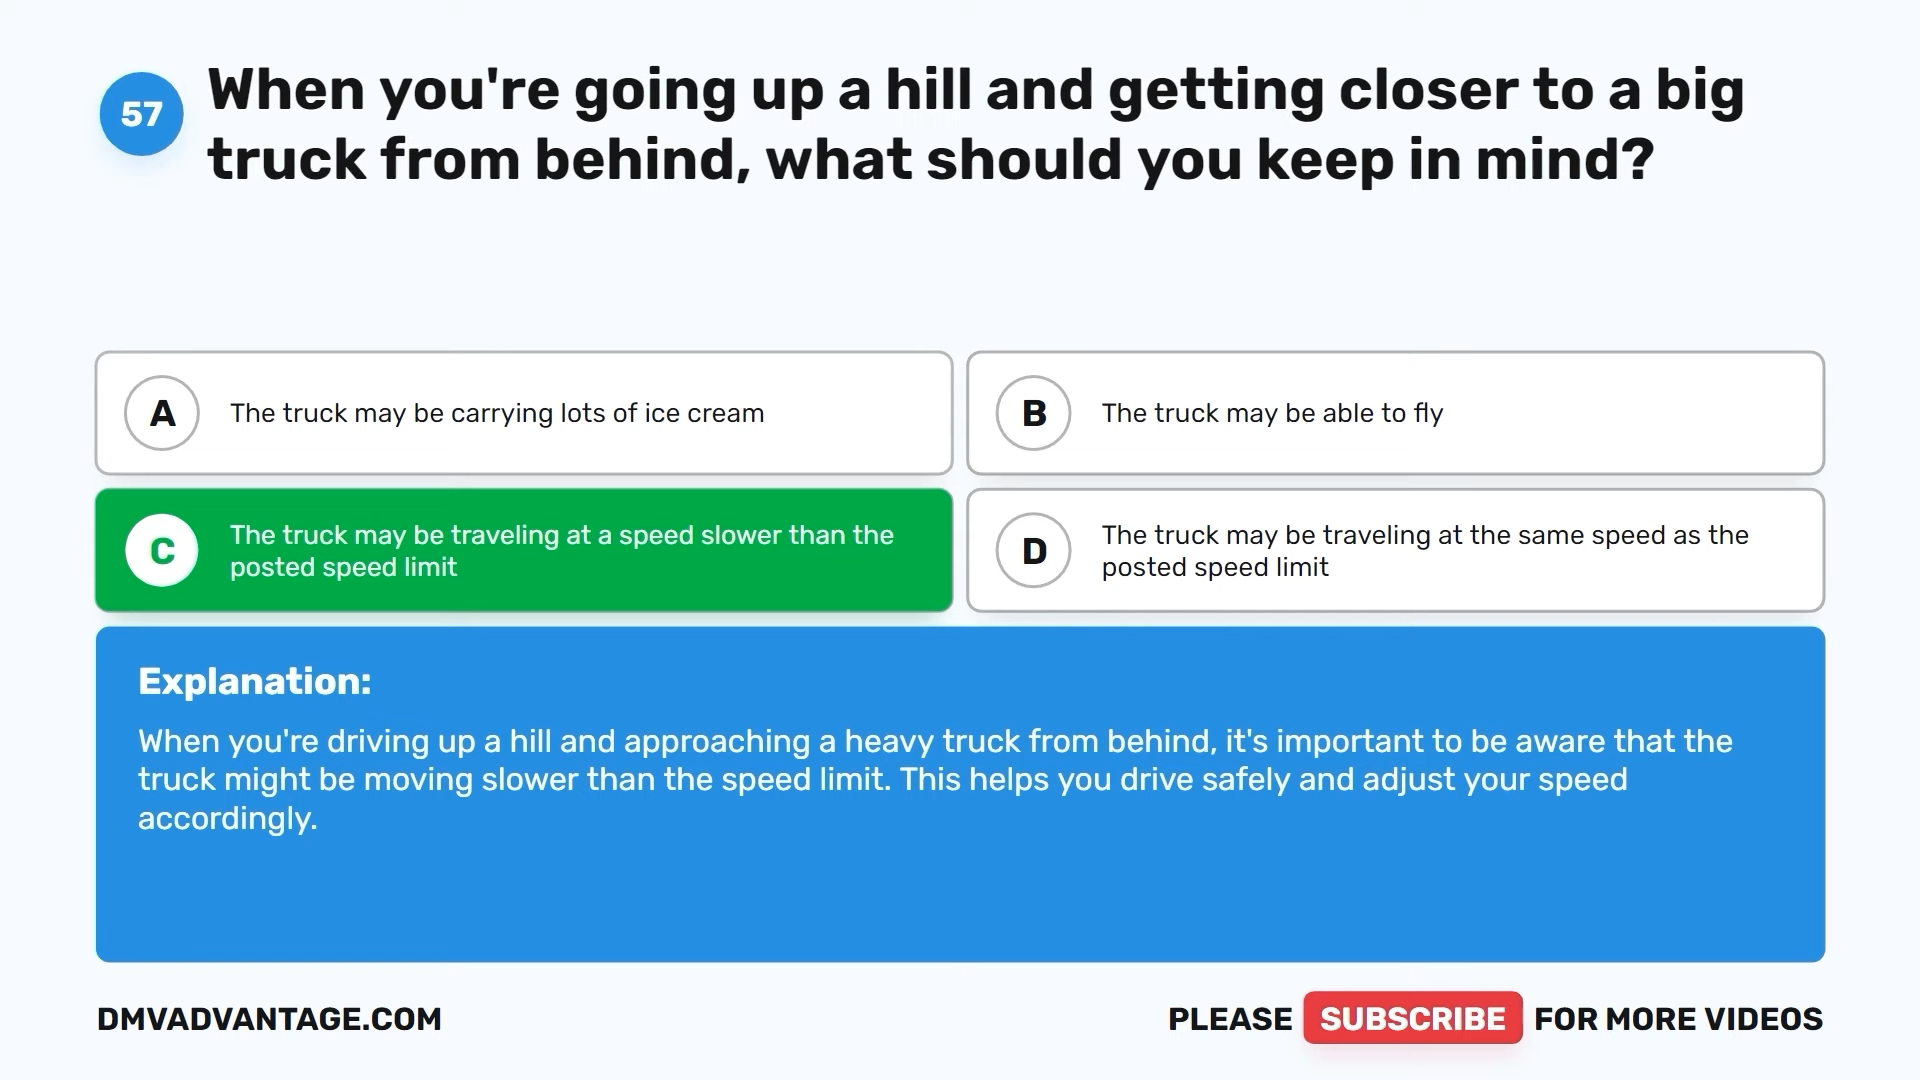 57
When you're going up a hill and getting closer to a big
truck from behind, what should you keep in mind?
A
The truck may be carrying lots of ice cream
B
The truck may be able to fly
C
The truck may be traveling at a speed slower than the
posted speed limit
D
The truck may be traveling at the same speed as the
posted speed limit
Explanation:
When you're driving up a hill and approaching a heavy truck from behind, it's important to be aware that the
truck might be moving slower than the speed limit. This helps you drive safely and adjust your speed
accordingly.
DMVADVANTAGE.COM
PLEASE SUBSCRIBE FOR MORE VIDEOS